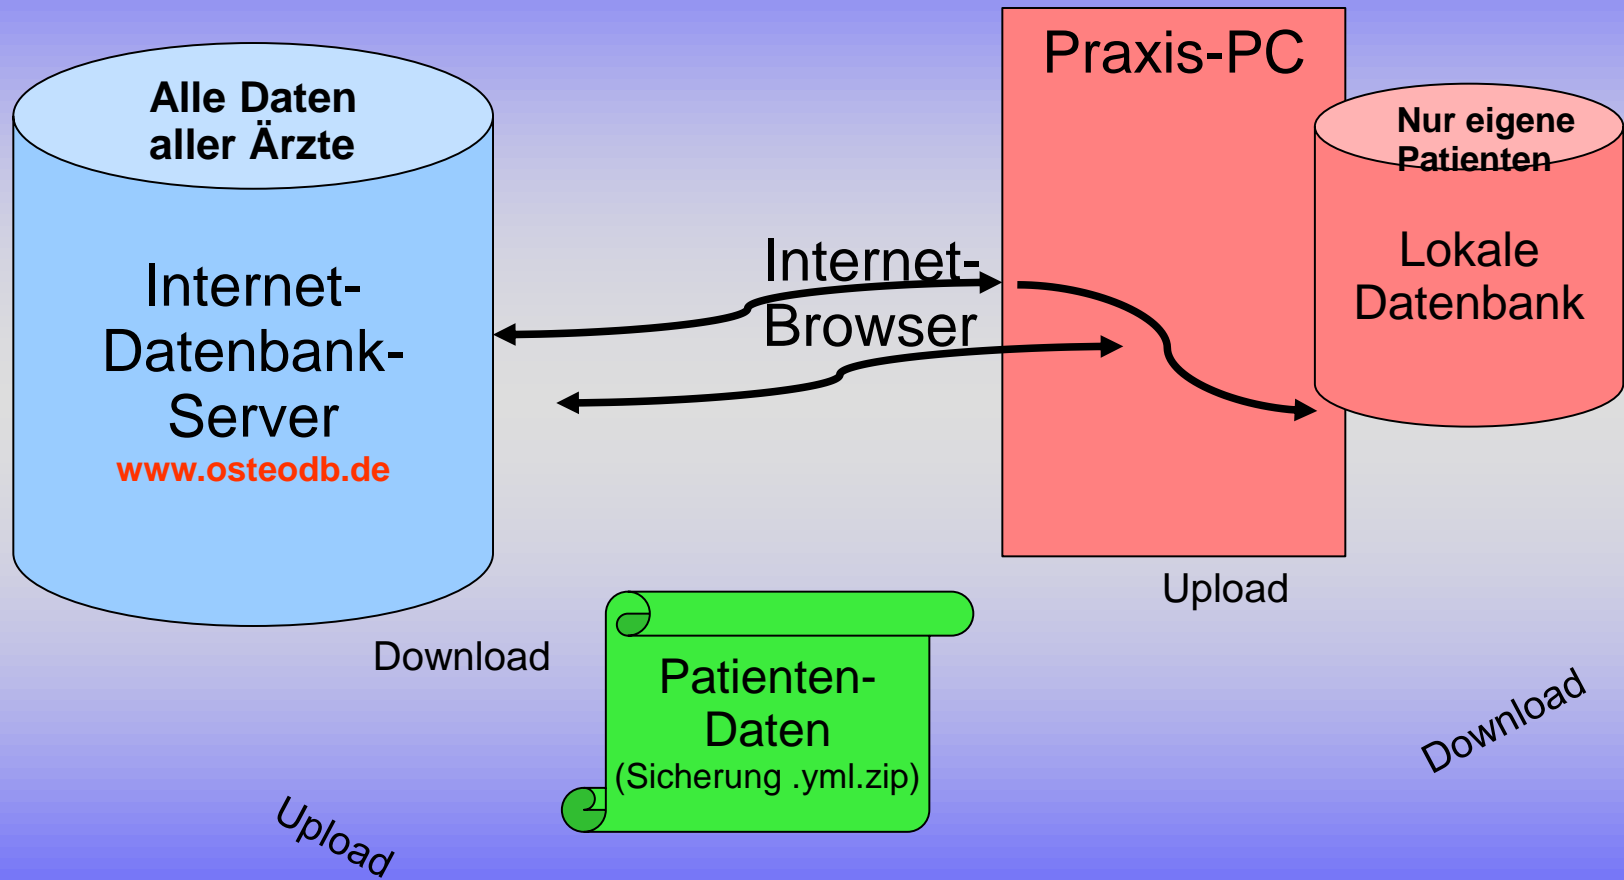 Alle Daten
aller Ärzte
Internet-
Datenbank-
Server
www.osteodb.de
Internet-
Browser
Praxis-PC
Nur eigene
Patienten
Lokale
Datenbank
Upload
Download
Patienten-
Daten
(Sicherung .yml.zip)
Download
Upload